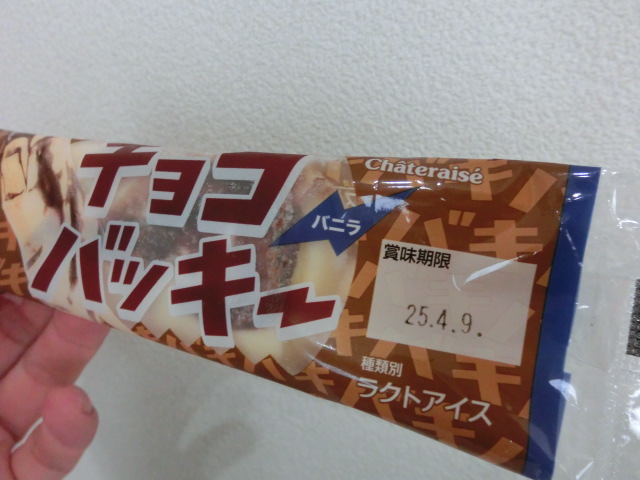 Châteraisé
チョコ
バッキー
バニラ
賞味期限
25.4.9.
種類別
ラクトアイス